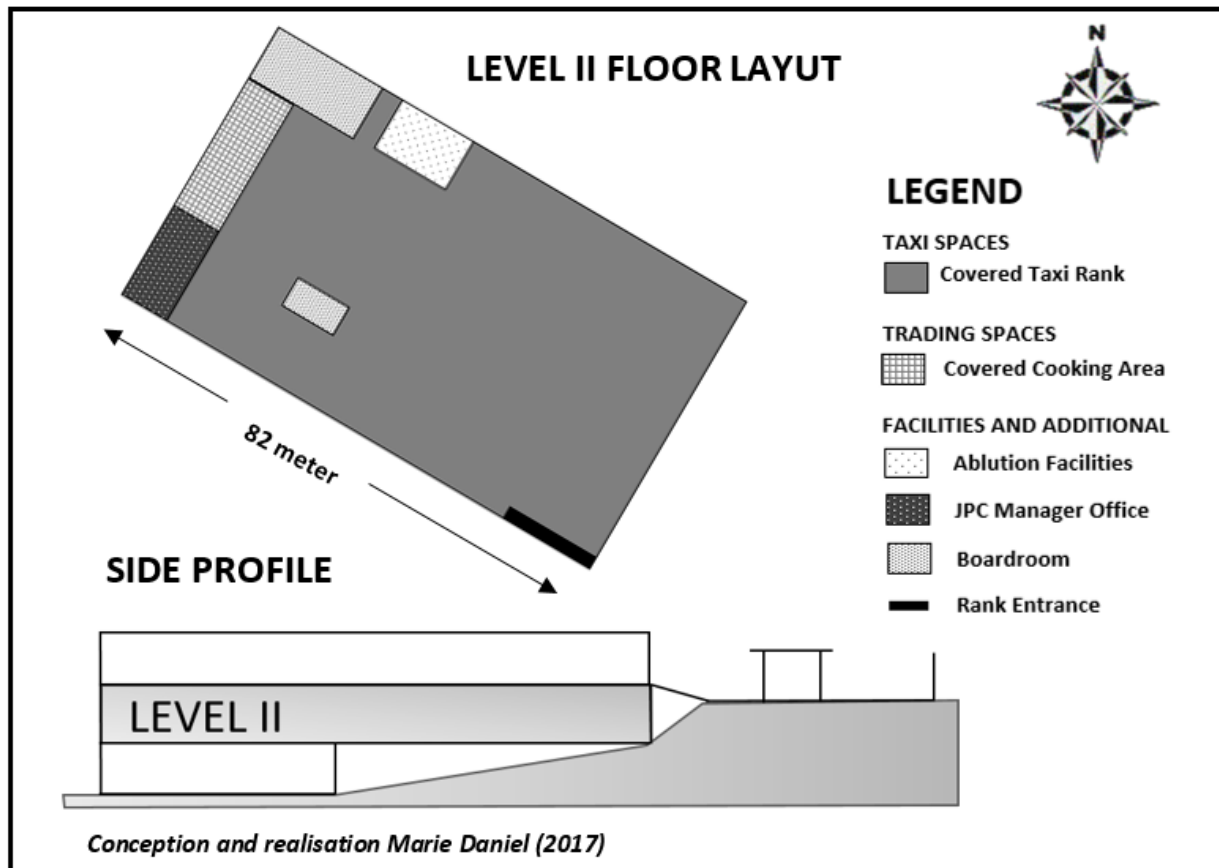 LEVEL II FLOOR LAYUT
N
82 meter
LEGEND
TAXI SPACES
Covered Taxi Rank
TRADING SPACES
Covered Cooking Area
FACILITIES AND ADDITIONAL
Ablution Facilities
JPC Manager Office
Boardroom
Rank Entrance
SIDE PROFILE
LEVEL II
Conception and realisation Marie Daniel (2017)